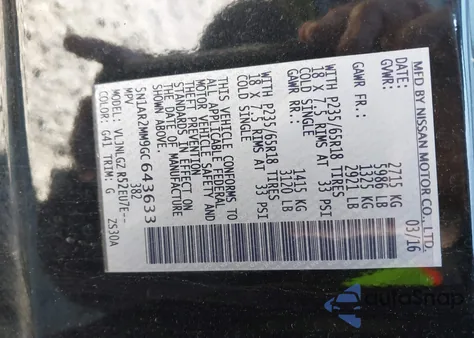 MFD BY NISSAN MOTOR CO., LTD.
DATE: 03/16
GVWR: 2715 KG
5986 LB
GAWR FR.: 1325 KG
2921 LB
WITH P235/65R18 TIRES
18 X 7.5 RIMS AT 33 PSI
COLD SINGLE
GAWR RR.: 1415 KG
3120 LB
WITH P235/65R18 TIRES
18 X 7.5 RIMS AT 33 PSI
COLD SINGLE
THIS VEHICLE CONFORMS TO
ALL APPLICABLE FEDERAL
MOTOR VEHICLE SAFETY AND
THEFT PREVENTION
STANDARDS IN EFFECT ON
THE DATE OF MANUFACTURE
SHOWN ABOVE.
5N1AR2MM9GC643633
MPV 382
MODEL: VLJNLGZ R52EU7E-- ZS30A
COLOR: GA1 TRIM: G
AutoSnap